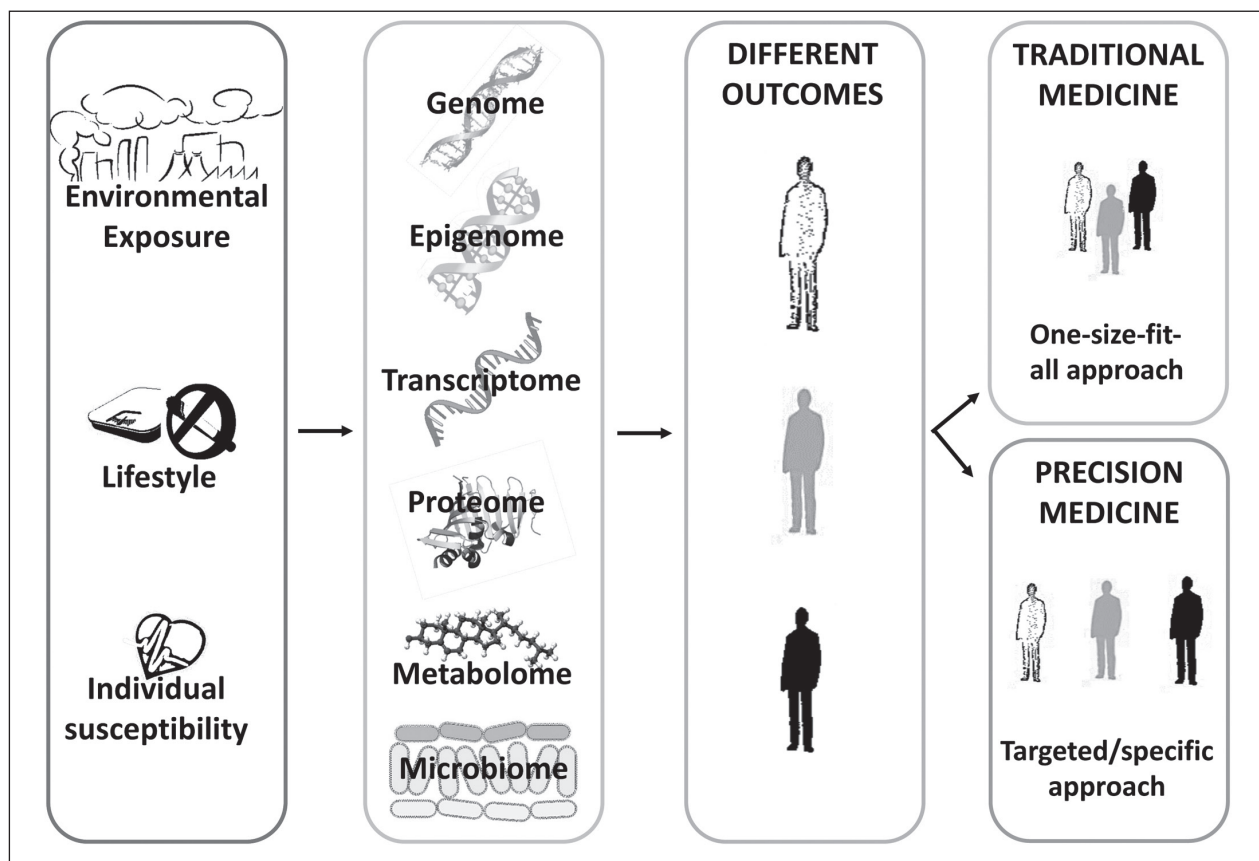 Environmental
Exposure
Lifestyle
Individual
susceptibility
Genome
Epigenome
Transcriptome
Proteome
Metabolome
Microbiome
DIFFERENT
OUTCOMES
TRADITIONAL
MEDICINE
One-size-fit-
all approach
PRECISION
MEDICINE
Targeted/specific
approach